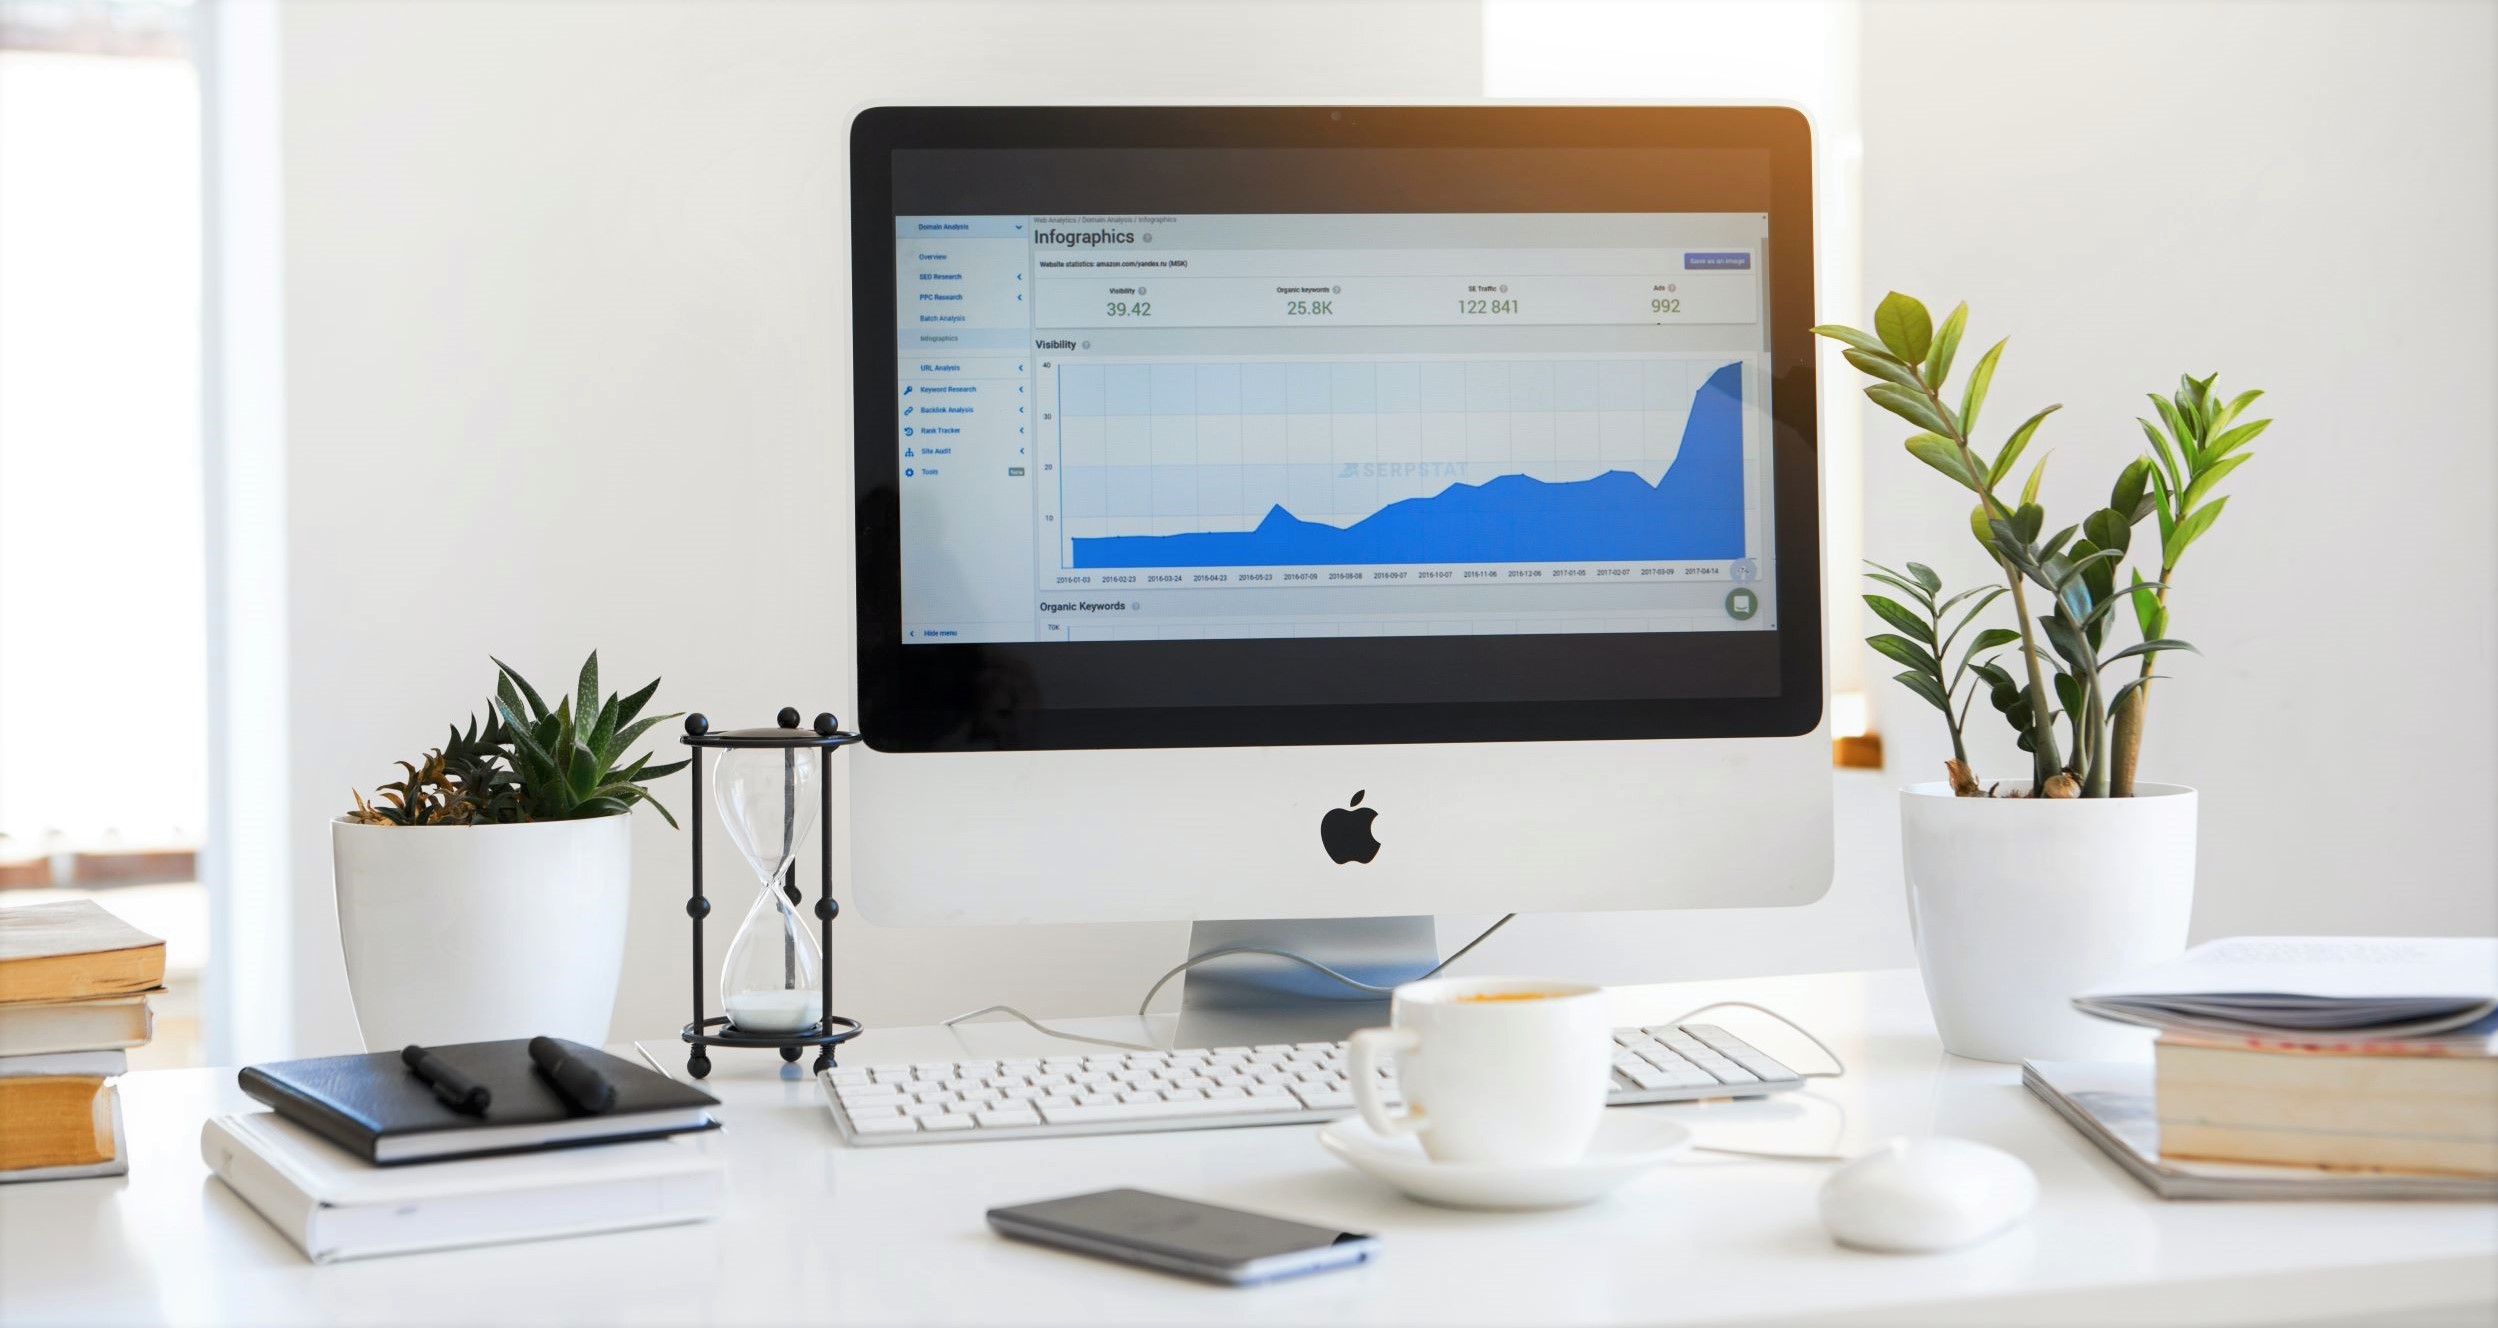 Web Analytics / Domain Analysis / Infographics
Domain Analysis
Overview
SEO Research
PPC Research
Batch Analysis
Infographics
URL Analysis
Keyword Research
Backlink Analysis
Rank Tracker
Site Audit
Tools New
Hide menu
Infographics
Website statistics: amazon.com/yandex.ru (MSK)
Save as an image
Visibility Organic keywords SE Traffic Ads
39.42 25.8K 122 841 992
Visibility
40
30
20
10
SERPSTAT
2016-01-03 2016-02-23 2016-03-24 2016-04-23 2016-05-23 2016-07-09 2016-08-08 2016-09-07 2016-10-07 2016-11-06 2016-12-06 2017-01-05 2017-02-07 2017-03-09 2017-04-14
Organic Keywords
70K